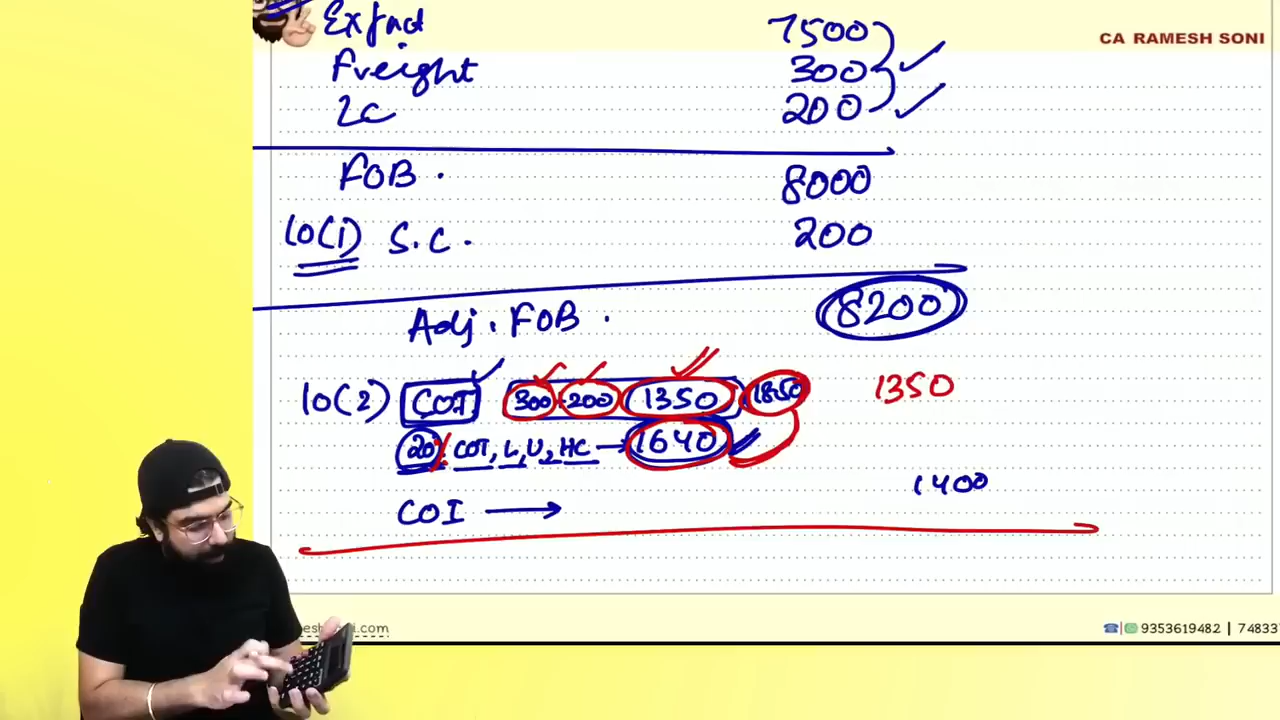 Exfact 7500
CA RAMESH SONI
Freight 300
LC 200
FOB. 8000
10(1) S.C. 200
Adj. FOB. 8200
10(2) COT 300 200 1350 1850 1350
20% COT, L, U, HC → 1640
1400
COI →
9353619482 | 74833